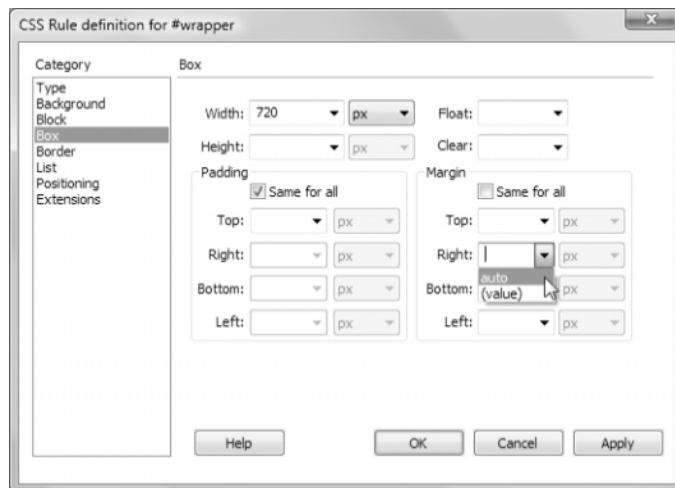 CSS Rule definition for #wrapper
x
Category
Box
Type
Background
Block
Box
Border
List
Positioning
Extensions
Width: 720 px Float:
Height: px Clear:
Padding Margin
Same for all Same for all
Top: px Top: px
Right: px Right: px
auto
Bottom: px Bottom: (value) px
Left: px Left: px
Help OK Cancel Apply